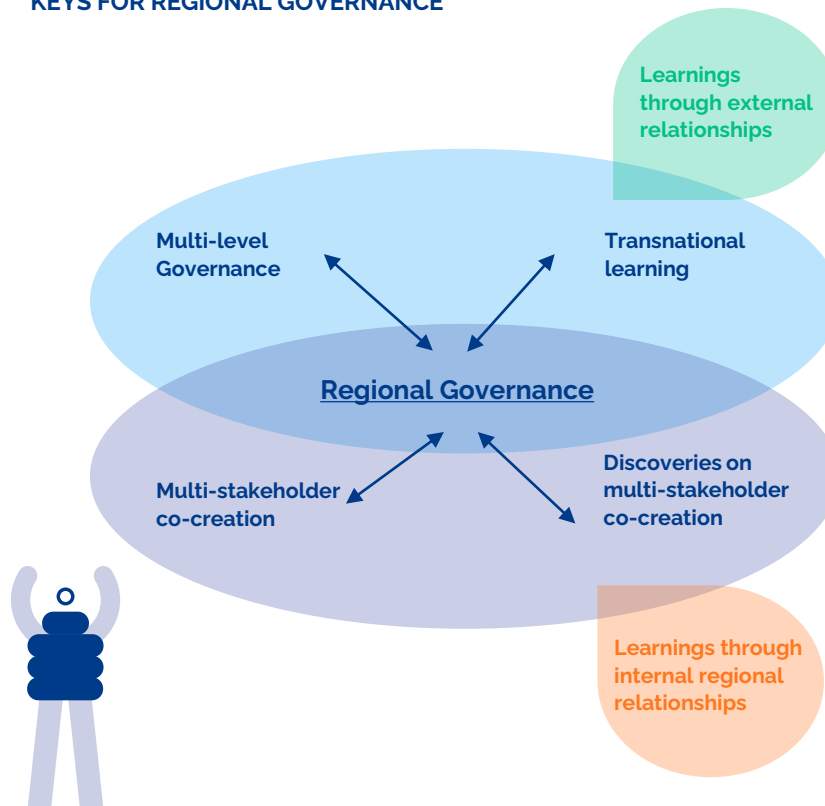 KEYS FOR REGIONAL GOVERNANCE
Learnings
through external
relationships
Multi-level
Governance
Transnational
learning
Regional Governance
Multi-stakeholder
co-creation
Discoveries on
multi-stakeholder
co-creation
Learnings through
internal regional
relationships